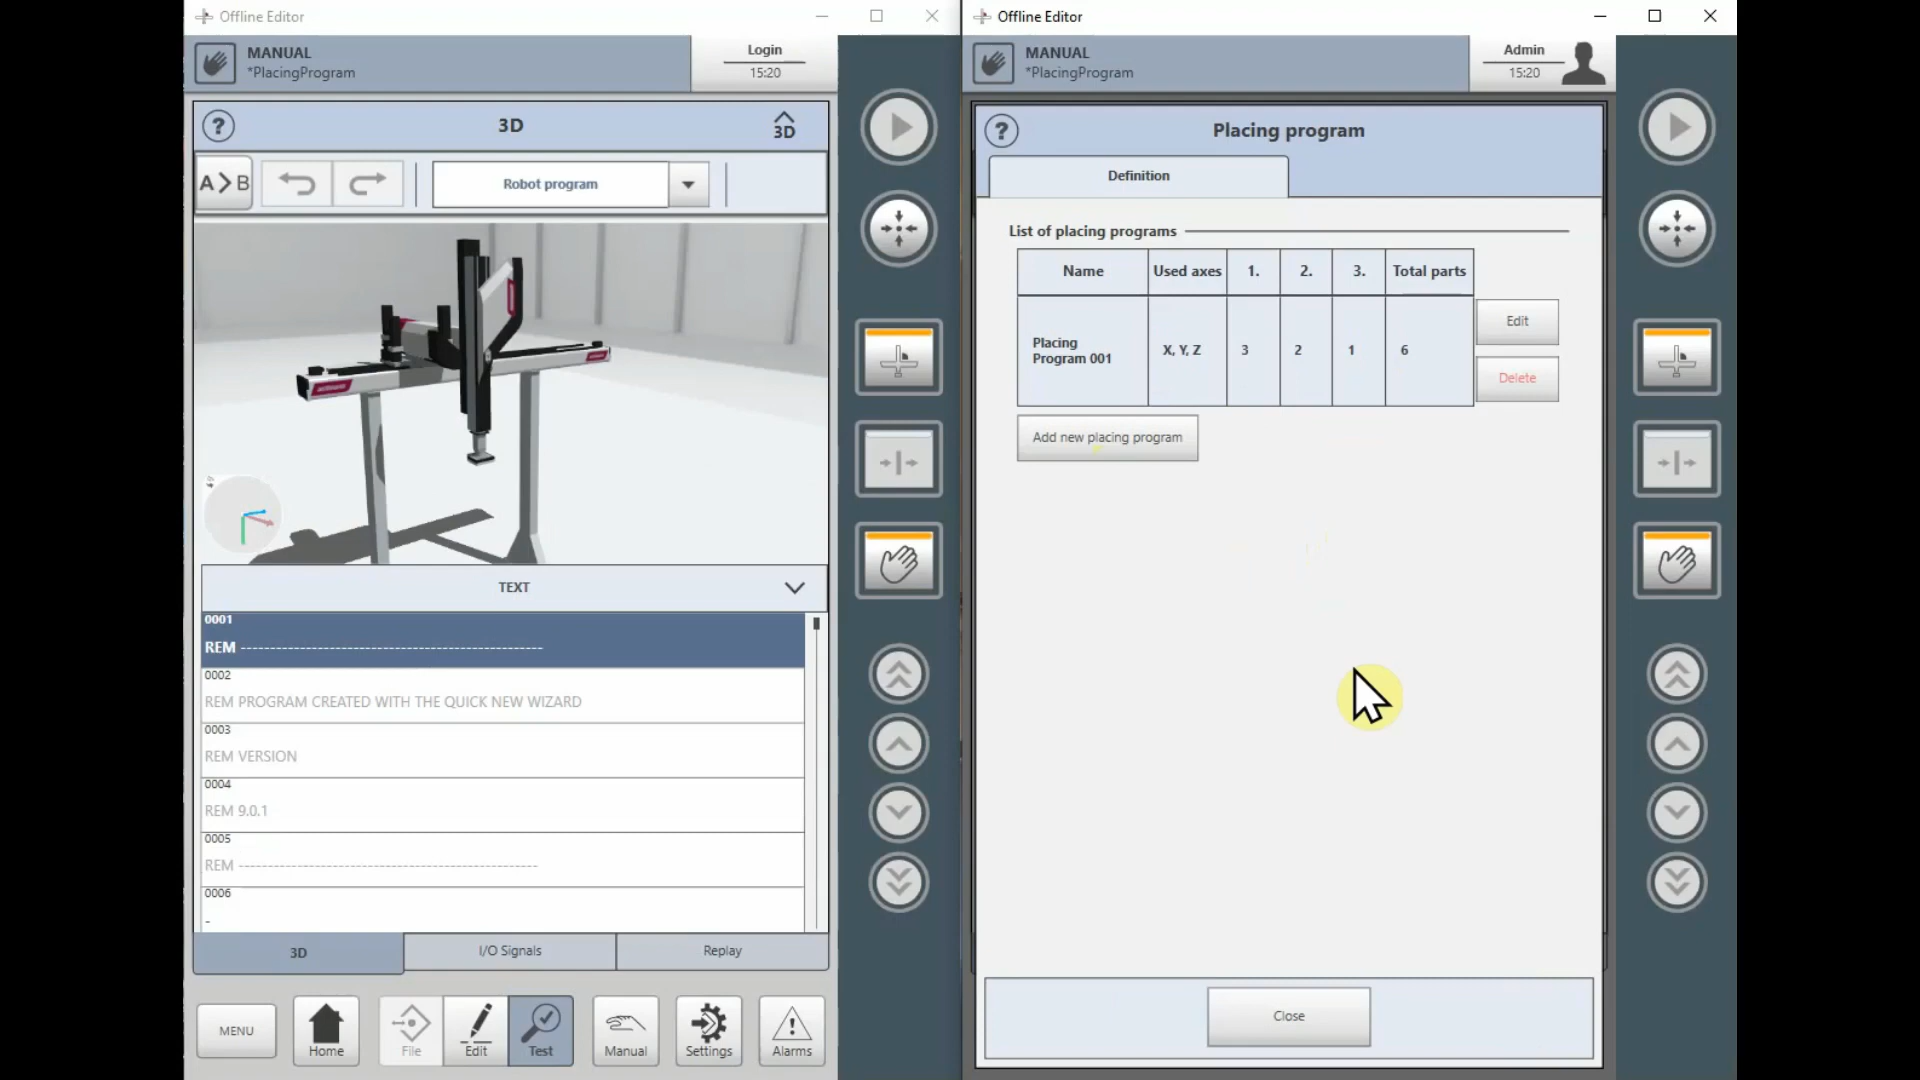 Offline Editor
MANUAL
*PlacingProgram
Login
15:20
3D
3D
A>B
Robot program
TEXT
0001
REM ----------------------------------------------------
0002
REM PROGRAM CREATED WITH THE QUICK NEW WIZARD
0003
REM VERSION
0004
REM 9.0.1
0005
REM ----------------------------------------------------
0006
-
3D
I/O Signals
Replay
MENU
Home
File
Edit
Test
Manual
Settings
Alarms
Offline Editor
MANUAL
*PlacingProgram
Admin
15:20
?
Placing program
Definition
List of placing programs
Name Used axes 1. 2. 3. Total parts
Placing
Program 001
X, Y, Z 3 2 1 6
Edit
Delete
Add new placing program
Close